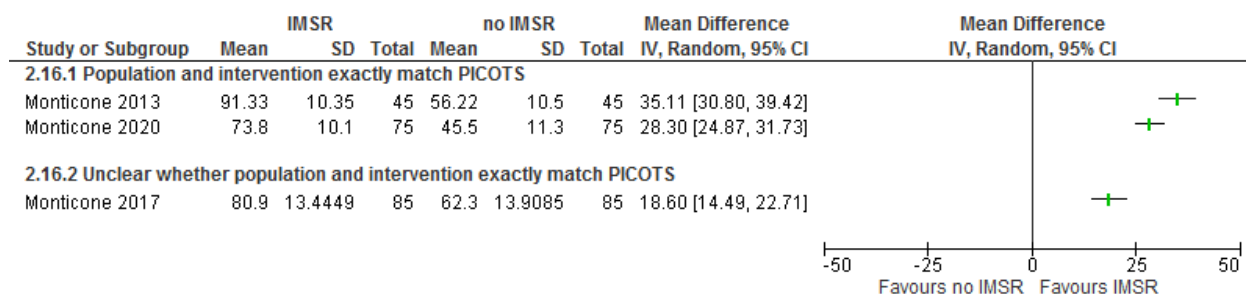 IMSR no IMSR Mean Difference Mean Difference
Study or Subgroup Mean SD Total Mean SD Total IV, Random, 95% CI IV, Random, 95% CI
2.16.1 Population and intervention exactly match PICOTS
Monticone 2013 91.33 10.35 45 56.22 10.5 45 35.11 [30.80, 39.42]
Monticone 2020 73.8 10.1 75 45.5 11.3 75 28.30 [24.87, 31.73]
2.16.2 Unclear whether population and intervention exactly match PICOTS
Monticone 2017 80.9 13.4449 85 62.3 13.9085 85 18.60 [14.49, 22.71]
-50 -25 0 25 50
Favours no IMSR Favours IMSR